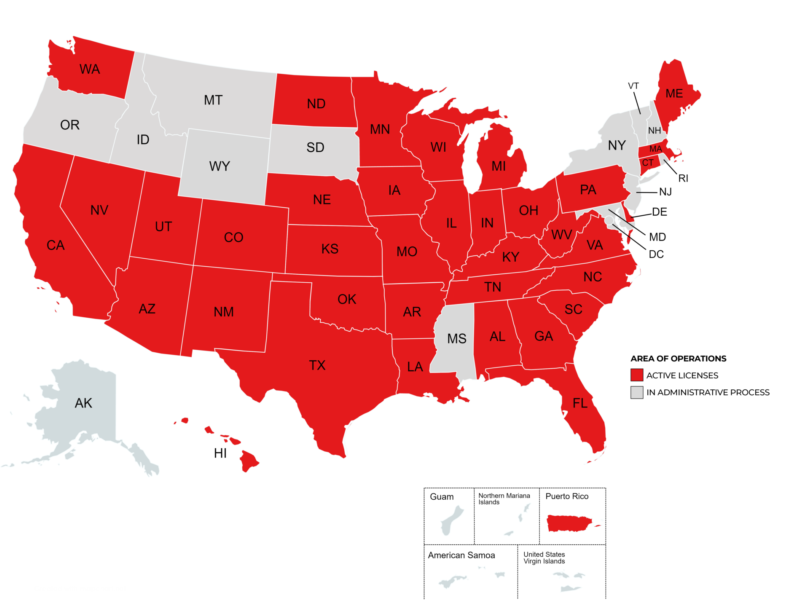 WA
MT
ND
MN
OR
ID
WY
SD
WI
MI
VT
ME
NH
NY
MA
CT
RI
NJ
PA
DE
MD
DC
NV
UT
CO
NE
IA
IL
IN
OH
WV
VA
CA
KS
MO
KY
NC
AZ
NM
OK
AR
TN
SC
MS
AL
GA
TX
LA
FL
AK
HI
AREA OF OPERATIONS
ACTIVE LICENSES
IN ADMINISTRATIVE PROCESS
Guam
Northern Mariana
Islands
Puerto Rico
American Samoa
United States
Virgin Islands